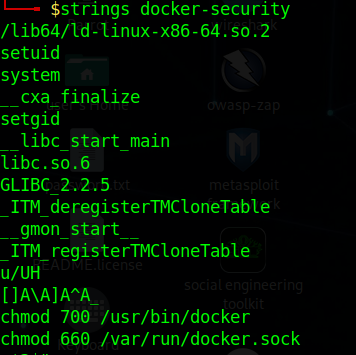 $strings docker-security
/lib64/ld-linux-x86-64.so.2
setuid
system
__cxa_finalize
setgid
__libc_start_main
libc.so.6
GLIBC_2.2.5
_ITM_deregisterTMCloneTable
__gmon_start__
_ITM_registerTMCloneTable
u/UH
[]A\A]A^A_
chmod 700 /usr/bin/docker
chmod 660 /var/run/docker.sock
owasp-zap
metasploit
README.license
social engineering
toolkit